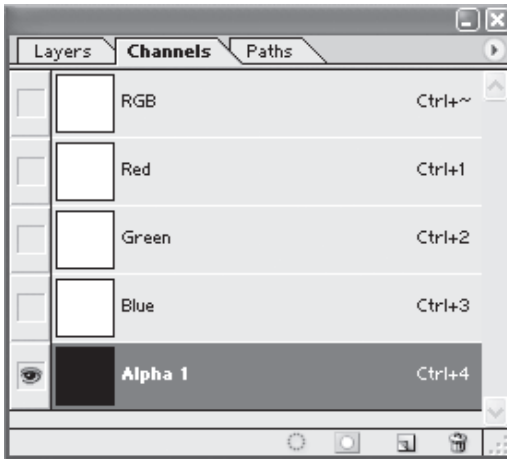 Layers Channels Paths
RGB Ctrl+~
Red Ctrl+1
Green Ctrl+2
Blue Ctrl+3
Alpha 1 Ctrl+4